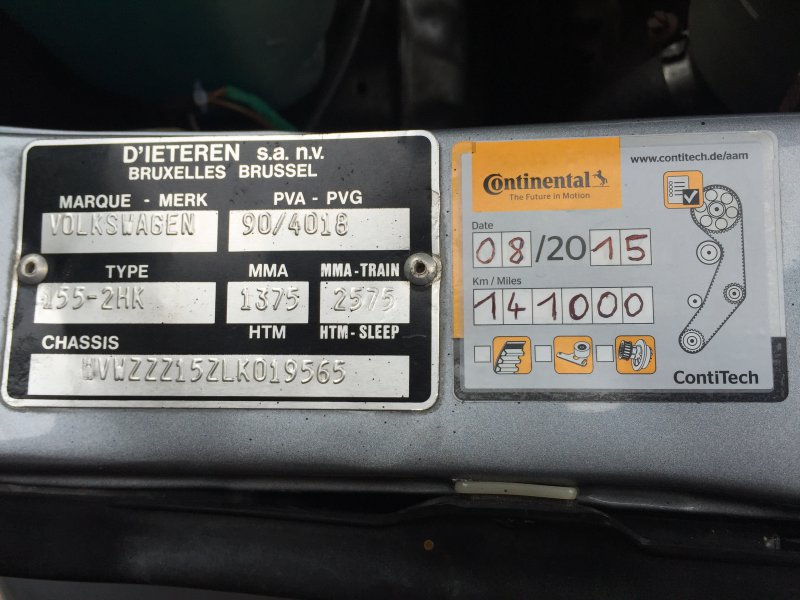 D'IETEREN s.a. n.v.
BRUXELLES BRUSSEL
MARQUE - MERK PVA - PVG
VOLKSWAGEN 90/4018
TYPE MMA MMA-TRAIN
155-2HK 1375 2575
HTM HTM-SLEEP
CHASSIS
WVWZZZ15ZLK019565
www.contitech.de/aam
Continental
The Future in Motion
Date
08/2015
Km / Miles
141000
ContiTech